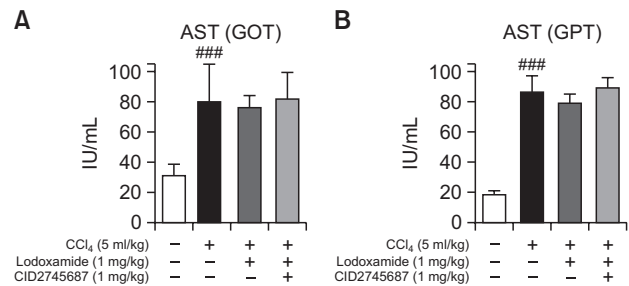 A
AST (GOT)
###
100
80
60
40
20
0
IU/mL
CCl₄ (5 ml/kg) − + + +
Lodoxamide (1 mg/kg) − − + +
CID2745687 (1 mg/kg) − − − +
B
AST (GPT)
###
100
80
60
40
20
0
IU/mL
CCl₄ (5 ml/kg) − + + +
Lodoxamide (1 mg/kg) − − + +
CID2745687 (1 mg/kg) − − − +